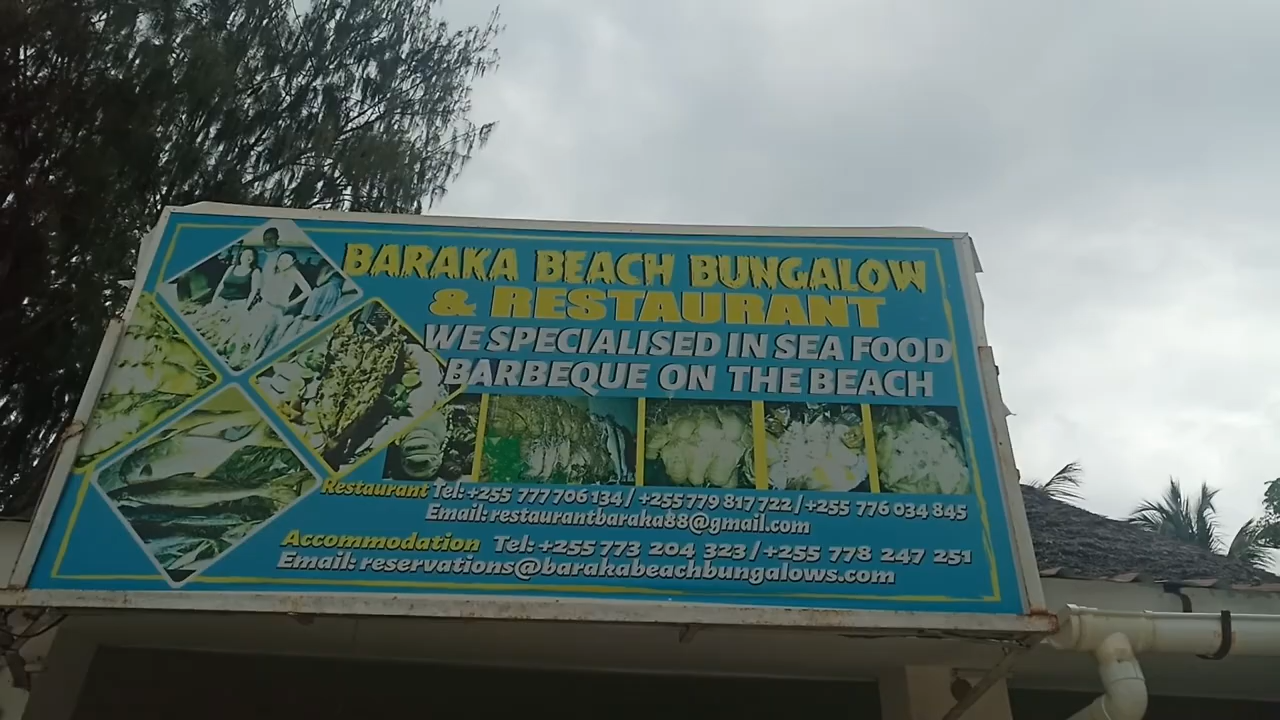 BARAKA BEACH BUNGALOW
& RESTAURANT
WE SPECIALISED IN SEA FOOD
BARBEQUE ON THE BEACH
Restaurant Tel: +255 777 706 134 / +255 779 817 722 / +255 776 034 845
Email: restaurantbaraka88@gmail.com
Accommodation Tel: +255 773 204 323 / +255 778 247 251
Email: reservations@barakabeachbungalows.com